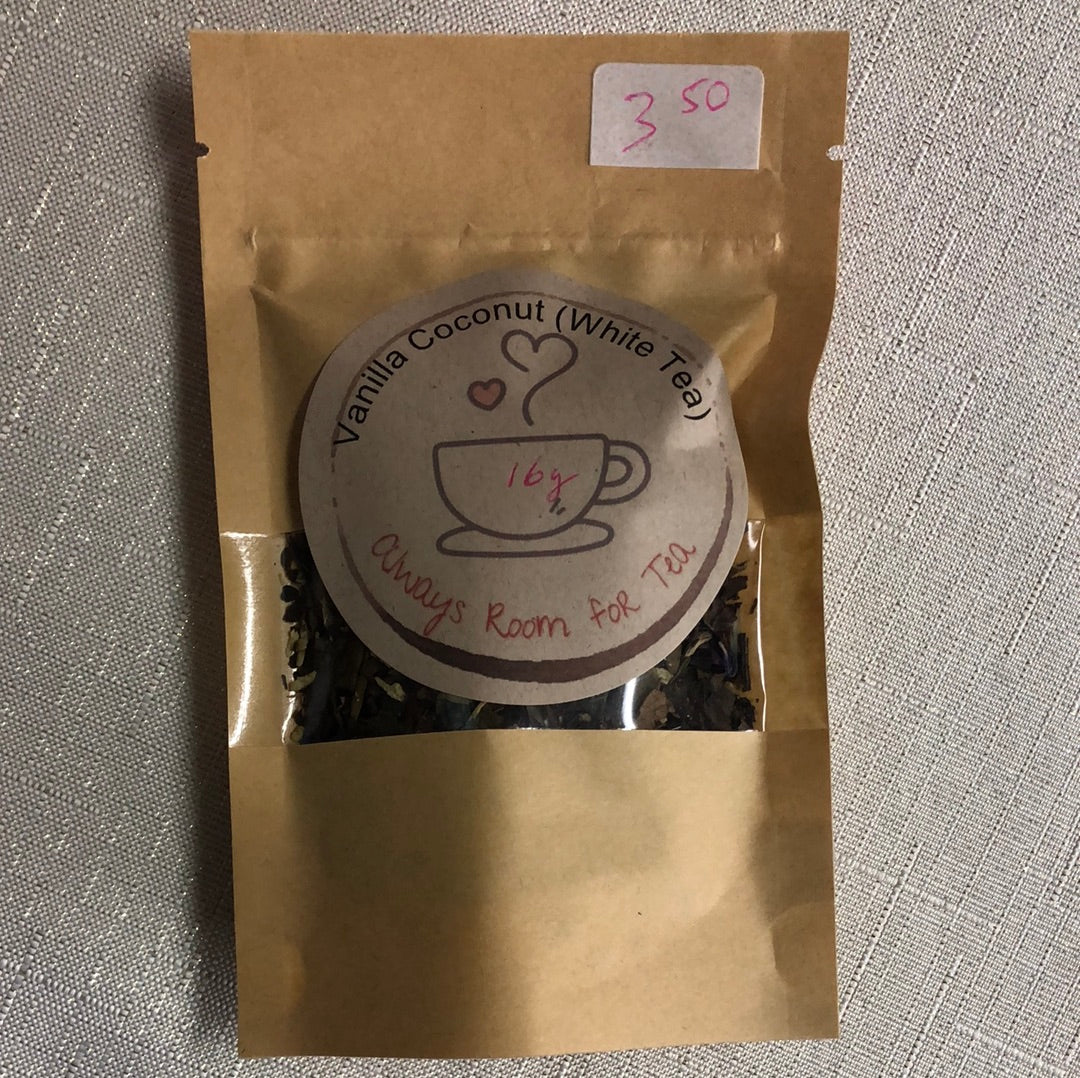 3 50
Vanilla Coconut (White Tea)
16g
Always Room foR Tea